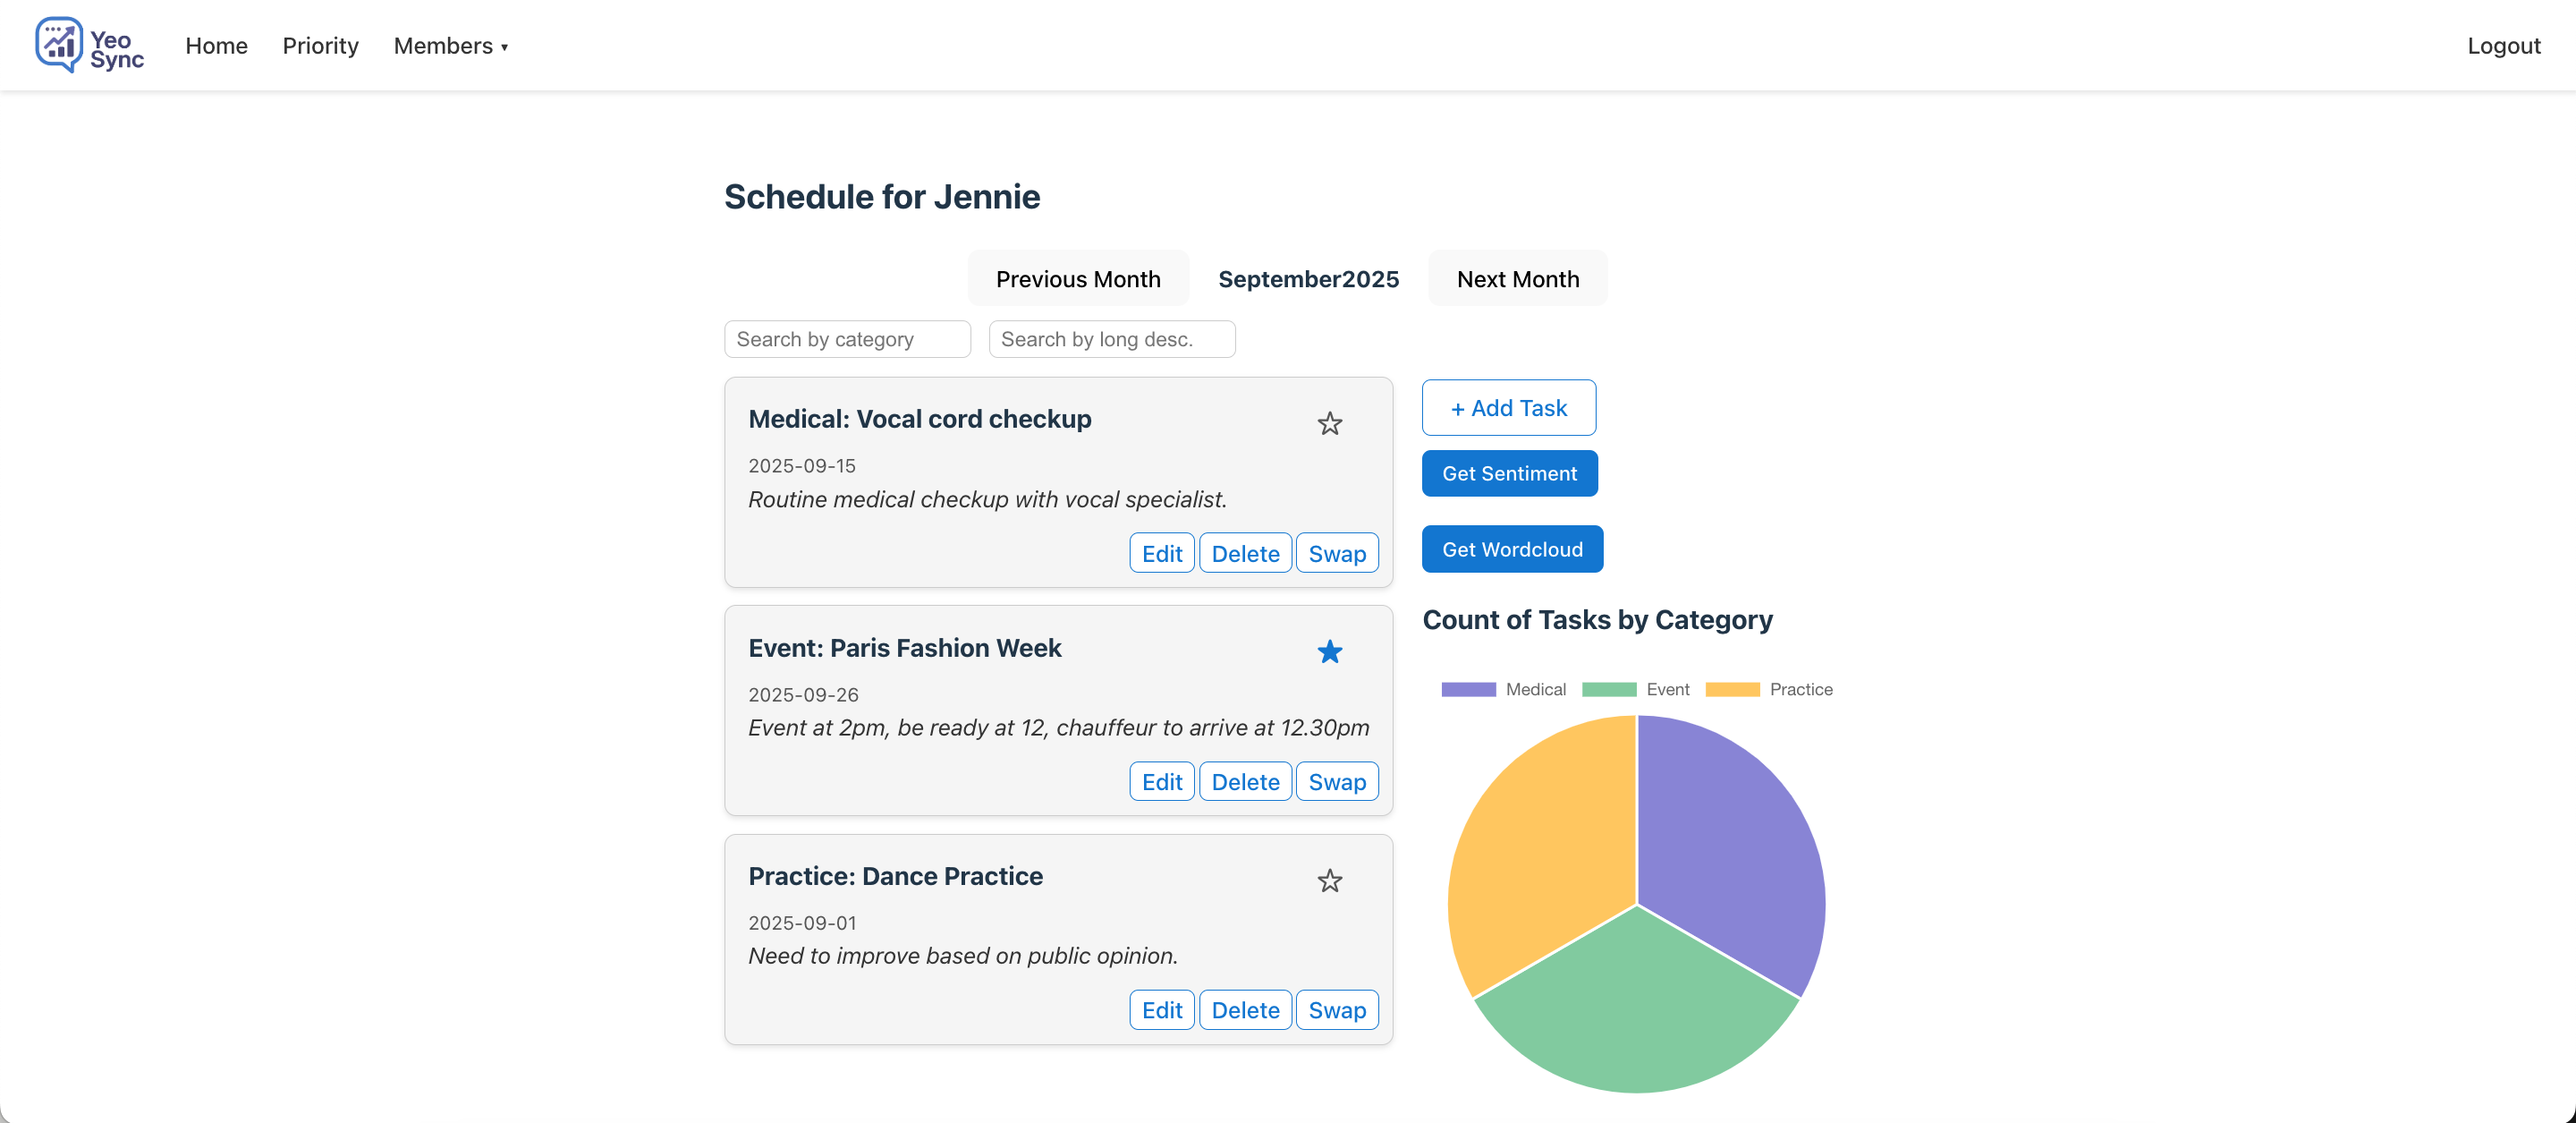 Yeo
Sync
Home Priority Members ▾ Logout
Schedule for Jennie
Previous Month September2025 Next Month
Search by category Search by long desc.
Medical: Vocal cord checkup
2025-09-15
Routine medical checkup with vocal specialist.
Edit Delete Swap
Event: Paris Fashion Week
2025-09-26
Event at 2pm, be ready at 12, chauffeur to arrive at 12.30pm
Edit Delete Swap
Practice: Dance Practice
2025-09-01
Need to improve based on public opinion.
Edit Delete Swap
+ Add Task
Get Sentiment
Get Wordcloud
Count of Tasks by Category
Medical Event Practice